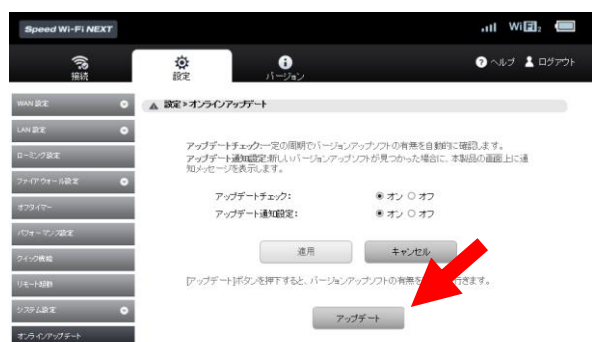 Speed Wi-Fi NEXT
WiFi2
接続
設定
バージョン
ヘルプ
ログアウト
WAN 設定
LAN 設定
ローミング設定
ファイアウォール設定
オフタイマー
パフォーマンス設定
クイック機能
リモート起動
システム設定
オンラインアップデート
設定>オンラインアップデート
アップデートチェック:一定の周期でバージョンアップソフトの有無を自動的に確認します。
アップデート通知設定:新しいバージョンアップソフトが見つかった場合に、本製品の画面上に通
知メッセージを表示します。
アップデートチェック: オン オフ
アップデート通知設定: オン オフ
適用
キャンセル
[アップデート]ボタンを押下すると、バージョンアップソフトの有無を 行きます。
アップデート